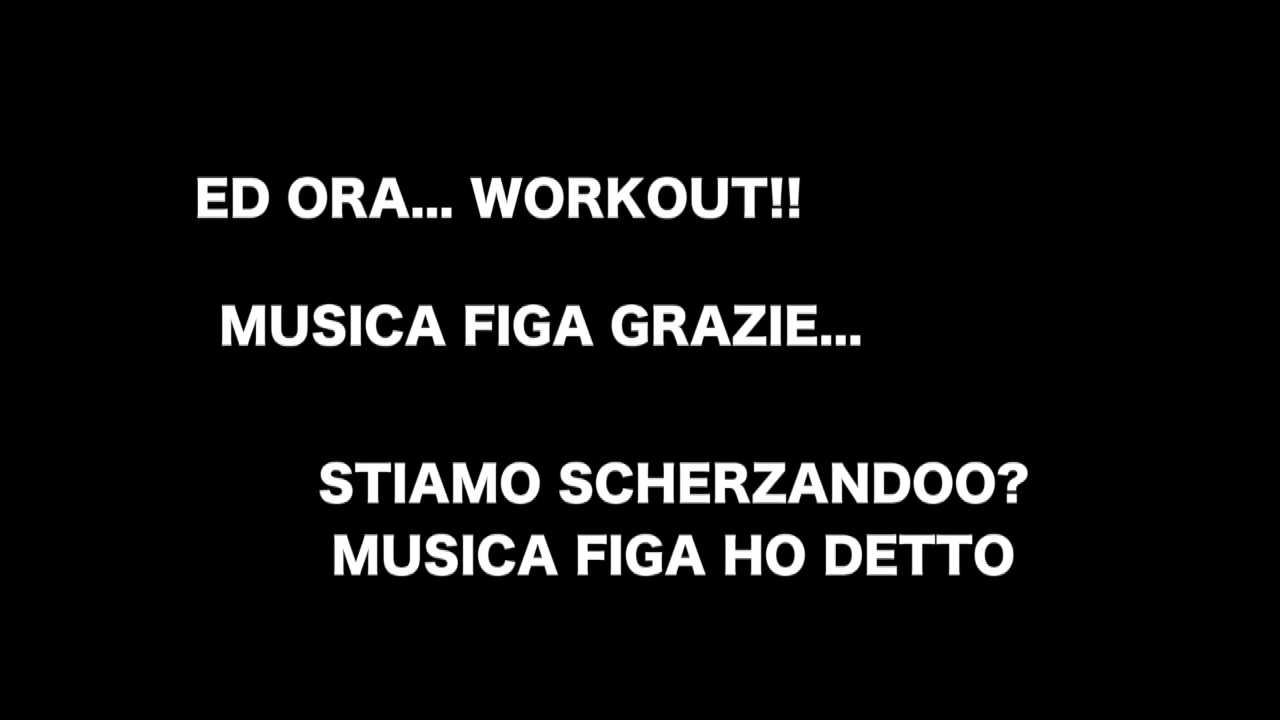 ED ORA... WORKOUT!!
MUSICA FIGA GRAZIE...
STIAMO SCHERZANDOO?
MUSICA FIGA HO DETTO